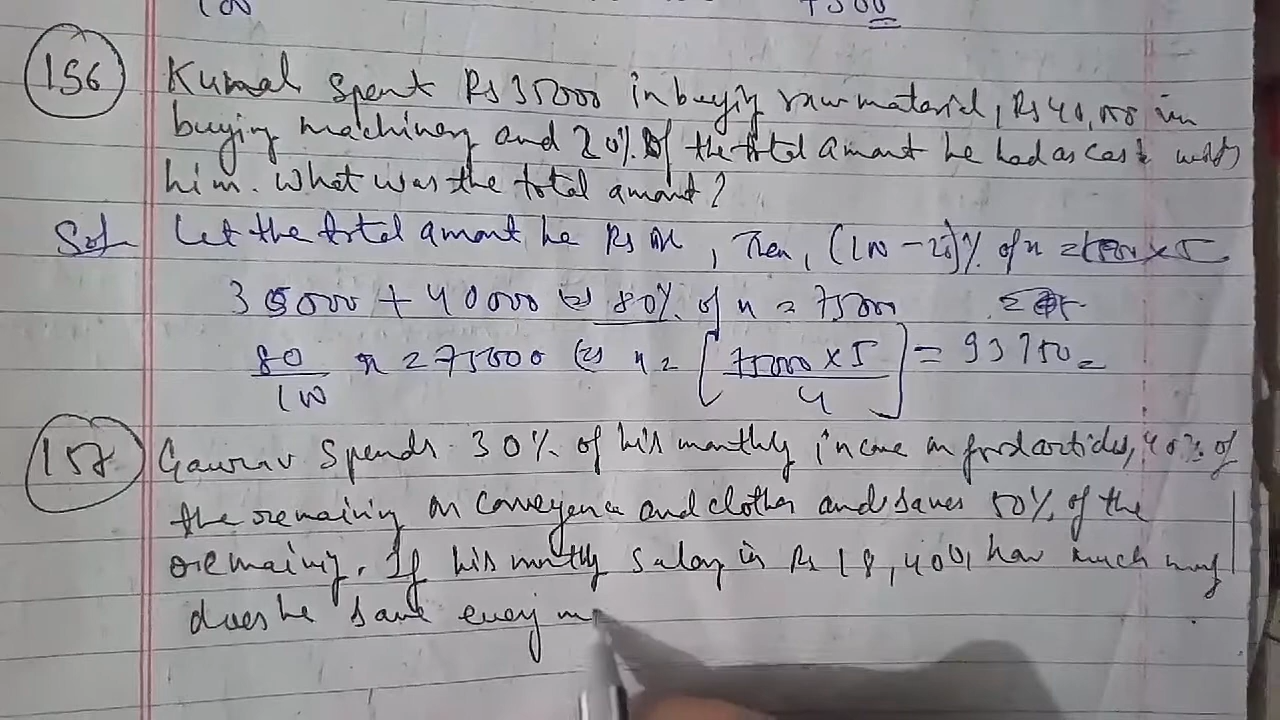 100 7500
156 Kumal spent Rs 35000 in buying raw material, Rs 40,000 in
buying machinery and 20% of the total amount he had as cash with
him. What was the total amount?
Sol Let the total amount be Rs x, Then, (100 - 20)% of x =
35000 + 40000 80% of x = 75000
80/100 x = 75000 x = [75000 × 5 / 4] = 93750
157 Gaurav spends 30% of his monthly income on food articles, 40% of
the remaining on conveyence and clothes and saves 50% of the
remaining. If his monthly salary is Rs 18,400, how much money
does he save every m